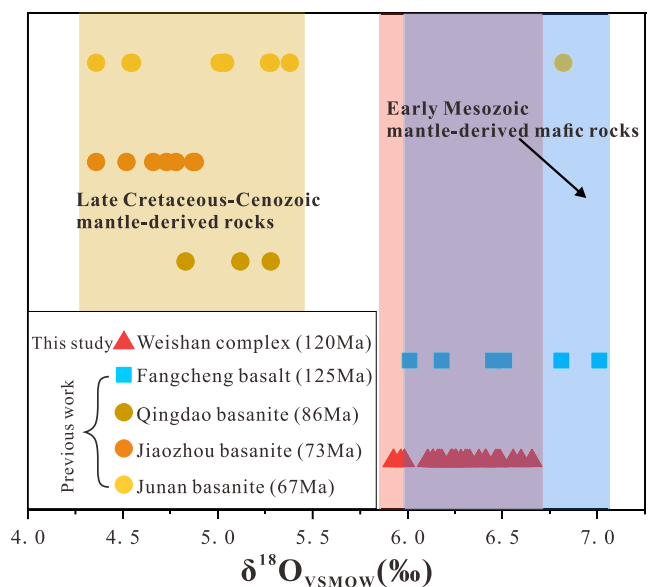 Early Mesozoic
mantle-derived mafic rocks
Late Cretaceous-Cenozoic
mantle-derived rocks
This study
Weishan complex (120Ma)
Previous work
Fangcheng basalt (125Ma)
Qingdao basanite (86Ma)
Jiaozhou basanite (73Ma)
Junan basanite (67Ma)
4.0 4.5 5.0 5.5 6.0 6.5 7.0
δ¹⁸O_VSMOW(‰)